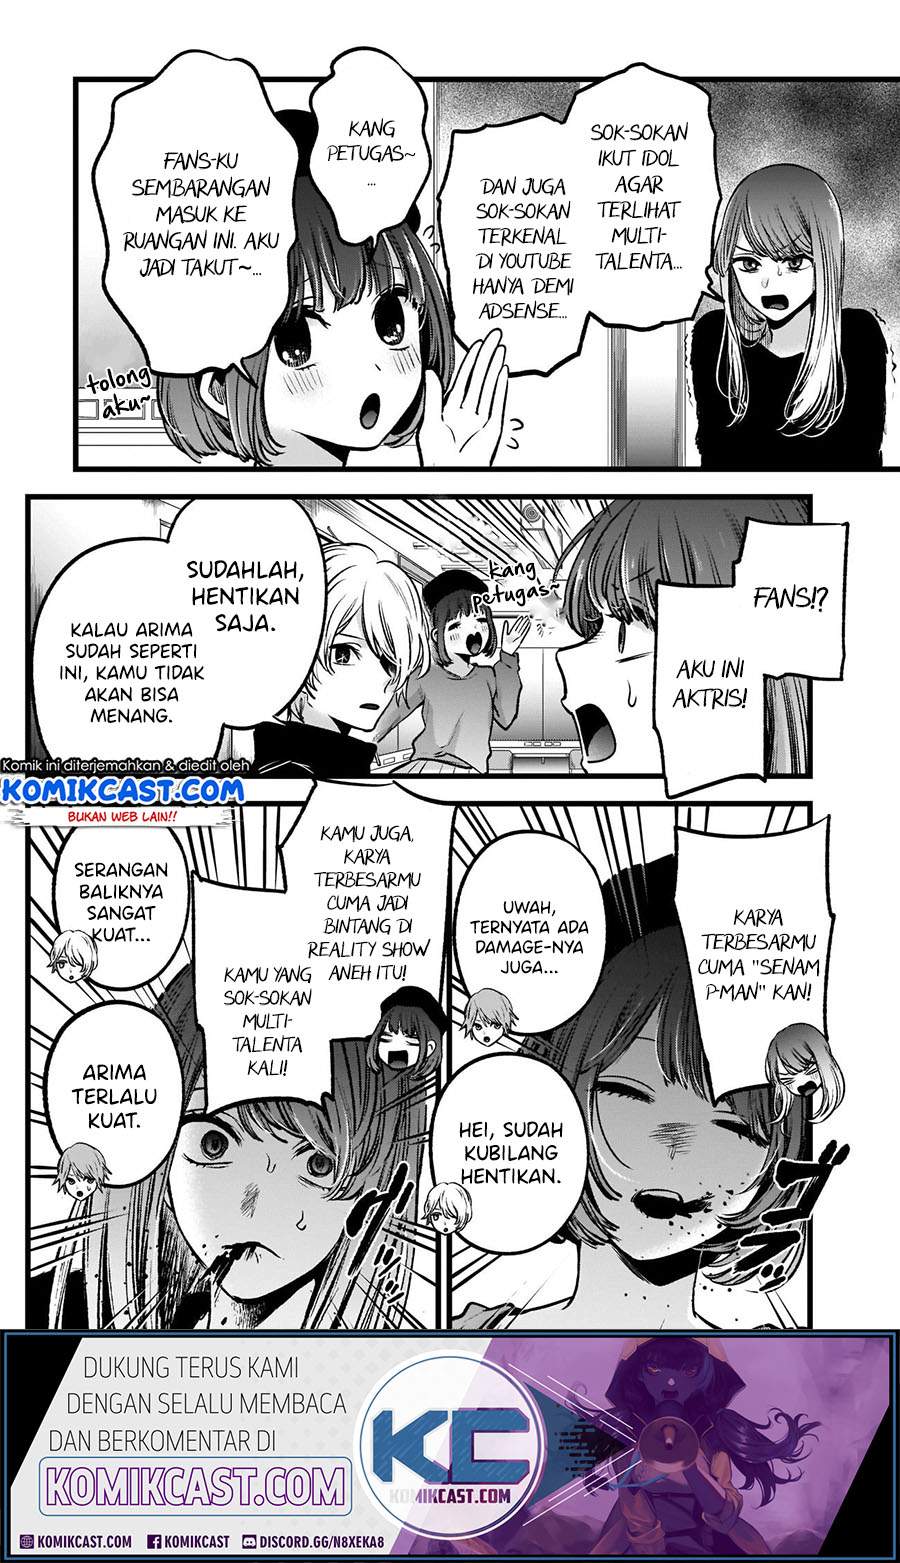 SOK-SOKAN
IKUT IDOL
AGAR
TERLIHAT
MULTI-
TALENTA...
DAN JUGA
SOK-SOKAN
TERKENAL
DI YOUTUBE
HANYA DEMI
ADSENSE...
KANG
PETUGAS~
...
FANS-KU
SEMBARANGAN
MASUK KE
RUANGAN INI. AKU
JADI TAKUT~...
tolong
aku~
FANS!?
AKU INI
AKTRIS!
kang
petugas~
SUDAHLAH,
HENTIKAN
SAJA.
KALAU ARIMA
SUDAH SEPERTI
INI, KAMU TIDAK
AKAN BISA
MENANG.
Komik ini diterjemahkan & diedit oleh
KOMIKCAST.COM
BUKAN WEB LAIN!!
KARYA
TERBESARMU
CUMA "SENAM
P-MAN" KAN!
UWAH,
TERNYATA ADA
DAMAGE-NYA
JUGA...
HEI, SUDAH
KUBILANG
HENTIKAN.
ゴゴ
KAMU JUGA,
KARYA
TERBESARMU
CUMA JADI
BINTANG DI
REALITY SHOW
ANEH ITU!
KAMU YANG
SOK-SOKAN
MULTI-
TALENTA
KALI!
SERANGAN
BALIKNYA
SANGAT
KUAT...
ARIMA
TERLALU
KUAT.
DUKUNG TERUS KAMI
DENGAN SELALU MEMBACA
DAN BERKOMENTAR DI
KOMIKCAST.COM
KC
KOMIKCAST.COM
KOMIKCAST.COM KOMIKCAST DISCORD.GG/N8XEKA8